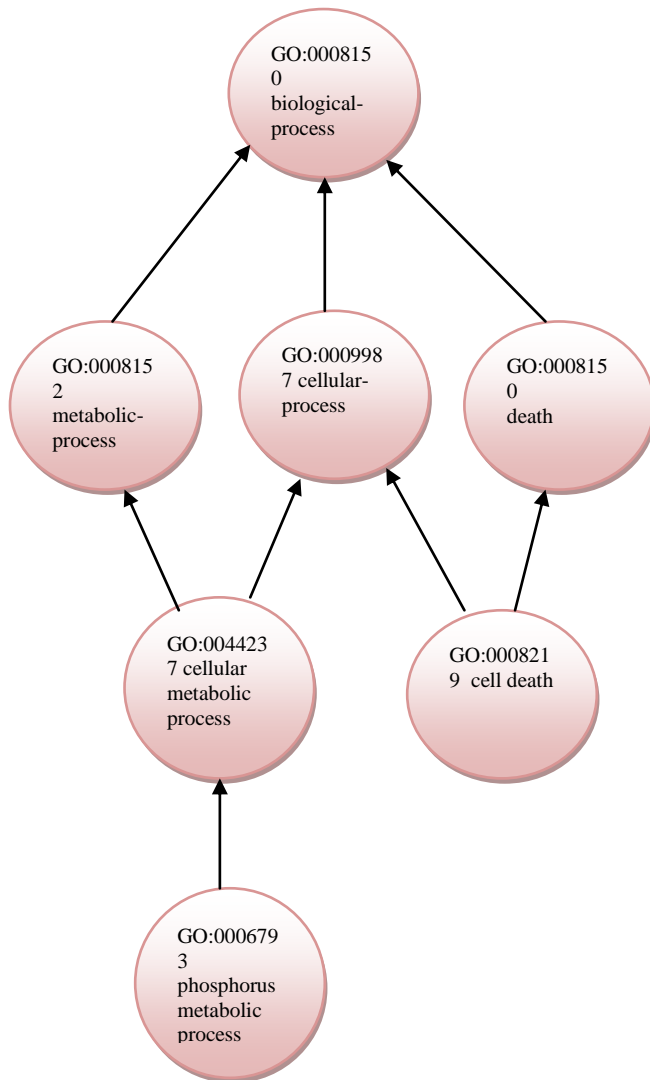 GO:000815
0
biological-
process
GO:000815
2
metabolic-
process
GO:000998
7 cellular-
process
GO:000815
0
death
GO:004423
7 cellular
metabolic
process
GO:000821
9 cell death
GO:000679
3
phosphorus
metabolic
process